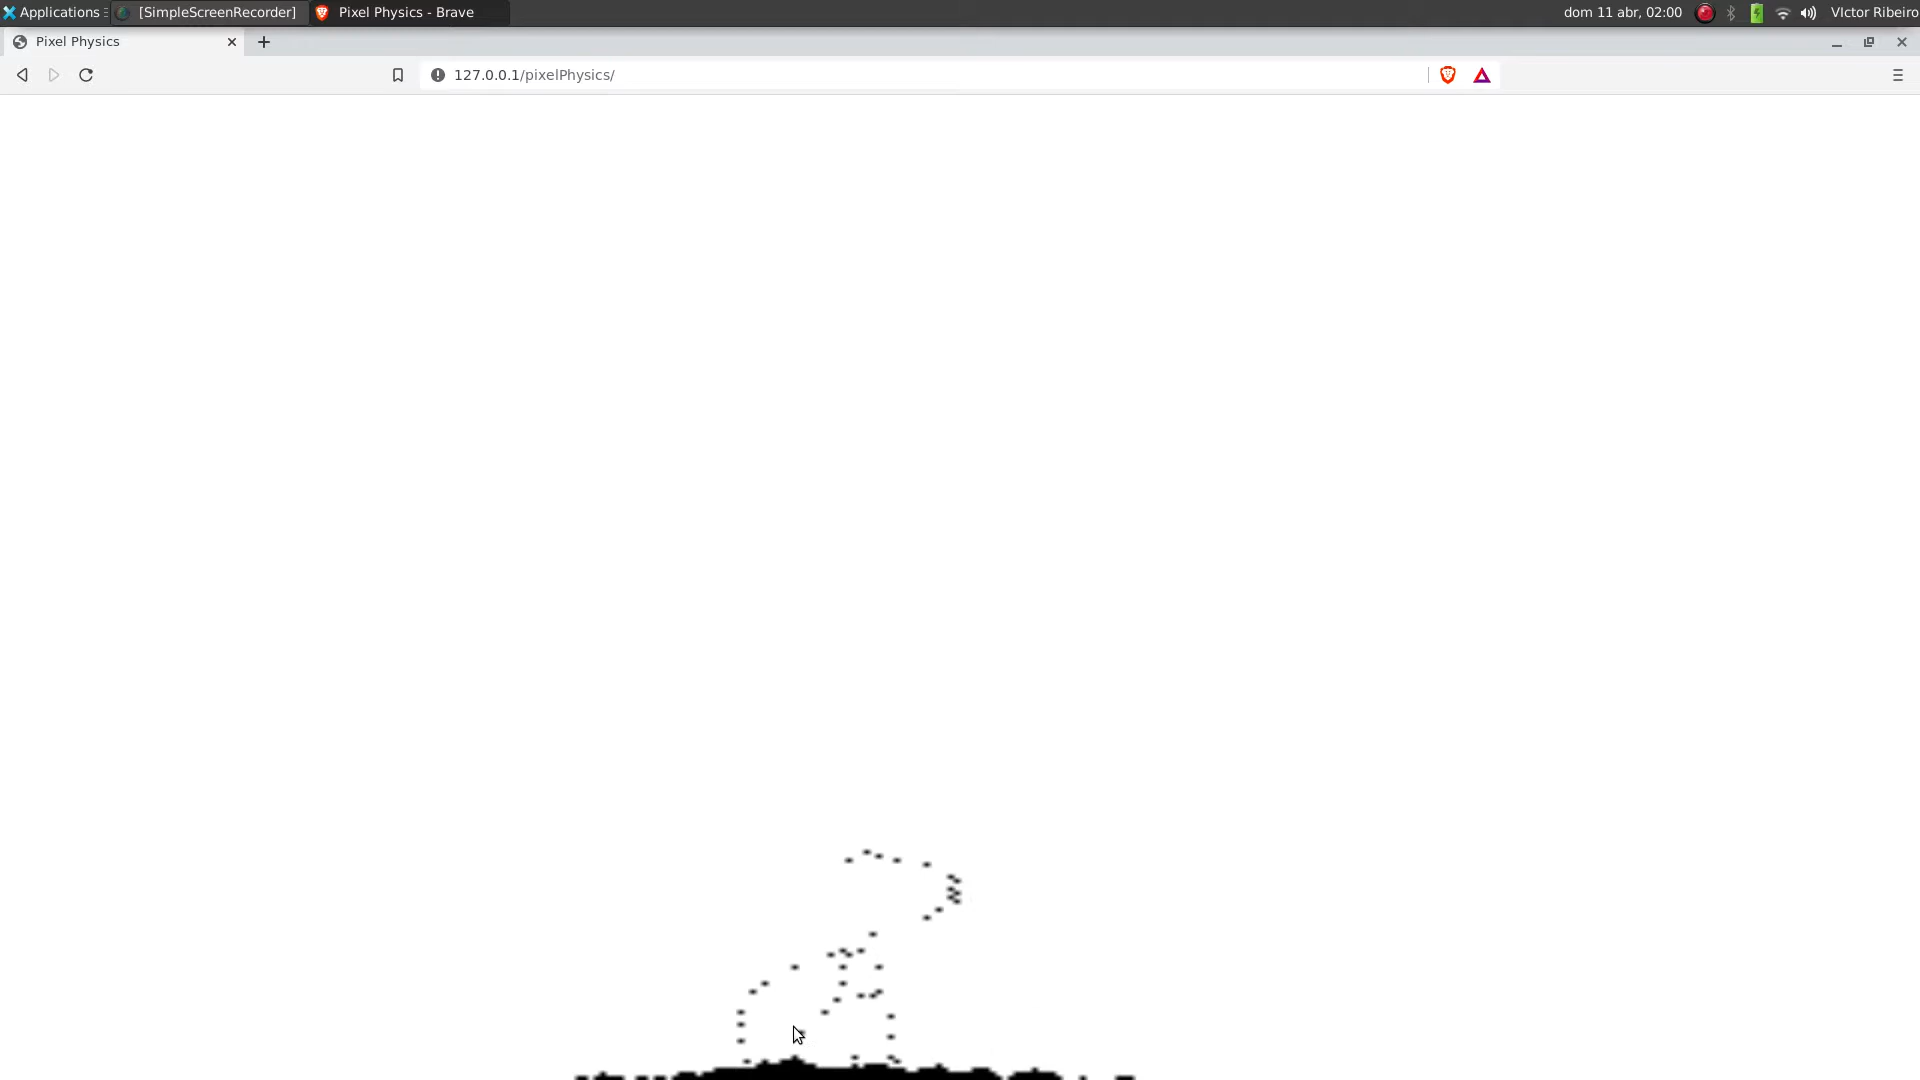 Applications [SimpleScreenRecorder] Pixel Physics - Brave dom 11 abr, 02:00 VIctor Ribeiro
Pixel Physics
127.0.0.1/pixelPhysics/